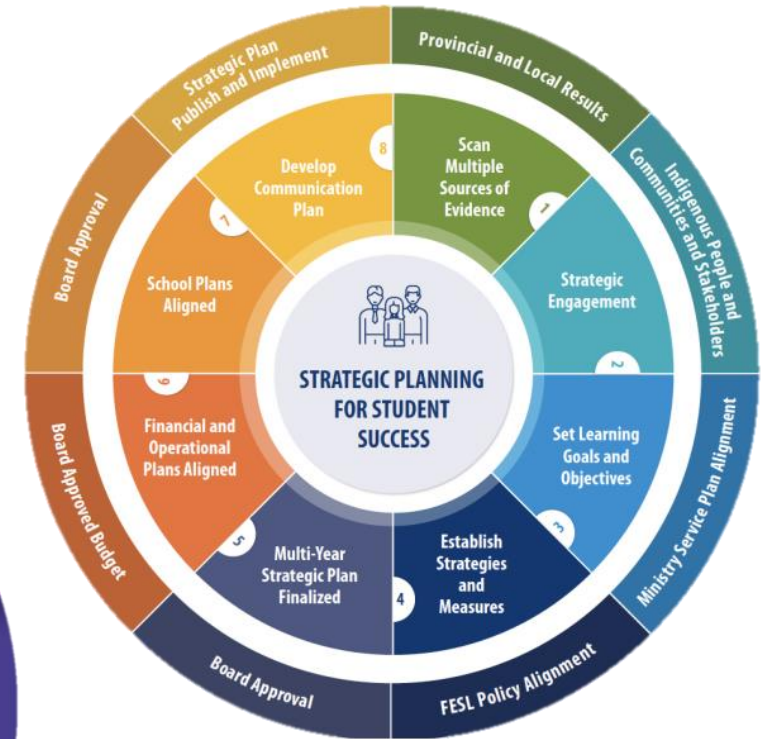 STRATEGIC PLANNING
FOR STUDENT
SUCCESS
Provincial and Local Results
Scan
Multiple
Sources of
Evidence
1
Indigenous People and
Communities and Stakeholders
Strategic
Engagement
2
Ministry Service Plan Alignment
Set Learning
Goals and
Objectives
3
FESL Policy Alignment
Establish
Strategies
and
Measures
4
Board Approval
Multi-Year
Strategic Plan
Finalized
5
Board Approved Budget
Financial and
Operational
Plans Aligned
6
Board Approval
School Plans
Aligned
7
Strategic Plan
Publish and Implement
Develop
Communication
Plan
8